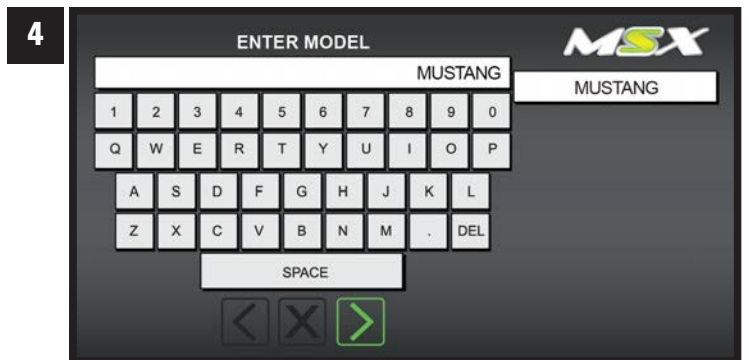 4
ENTER MODEL
MSX
MUSTANG
MUSTANG
1 2 3 4 5 6 7 8 9 0
Q W E R T Y U I O P
A S D F G H J K L
Z X C V B N M . DEL
SPACE
< X >